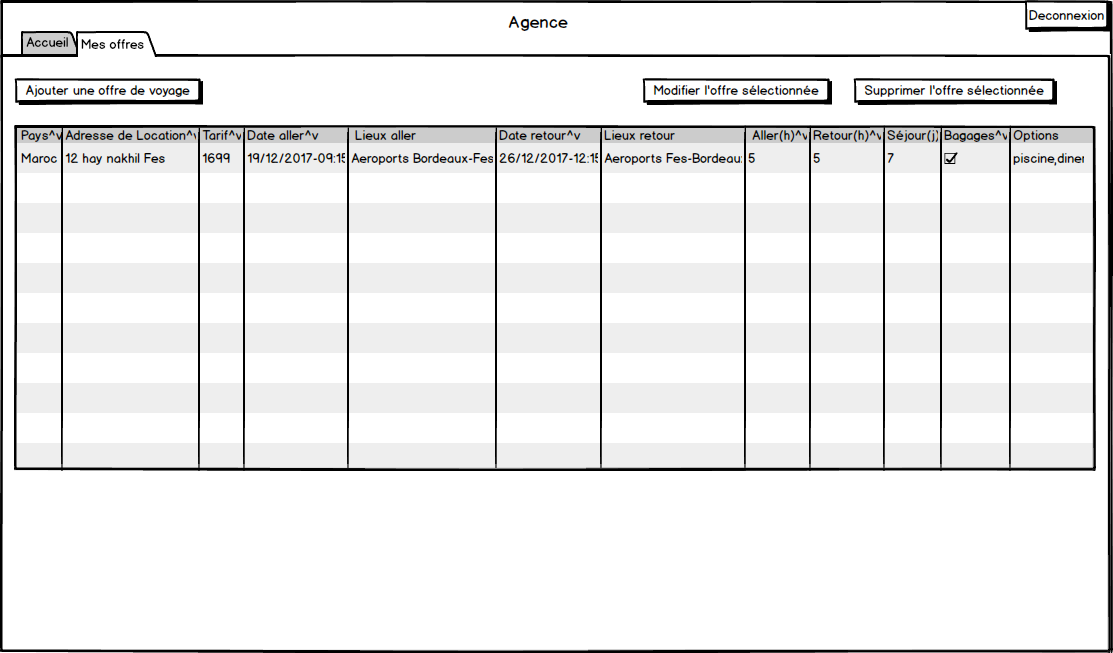 Agence
Deconnexion
Accueil
Mes offres
Ajouter une offre de voyage
Modifier l'offre sélectionnée
Supprimer l'offre sélectionnée
Pays^v Adresse de Location^v Tarif^v Date aller^v Lieux aller Date retour^v Lieux retour Aller(h)^v Retour(h)^v Séjour(j) Bagages^v Options
Maroc 12 hay nakhil Fes 1699 19/12/2017-09:15 Aeroports Bordeaux-Fes 26/12/2017-12:15 Aeroports Fes-Bordeau 5 5 7 piscine,diner